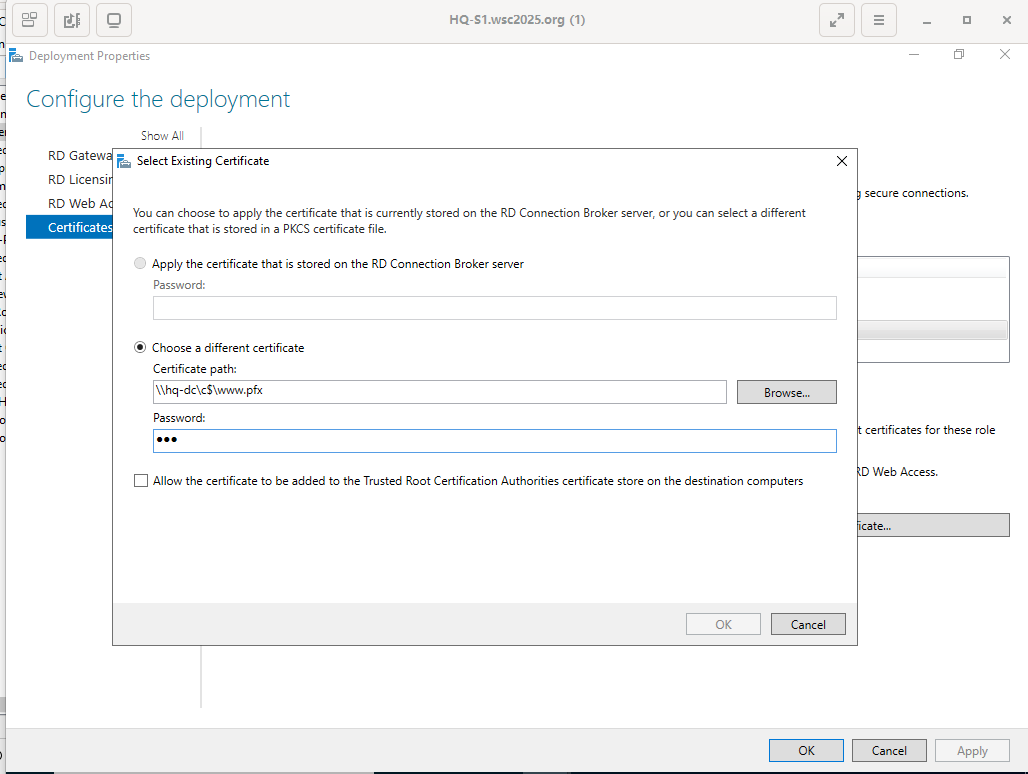 HQ-S1.wsc2025.org (1)
Deployment Properties
Configure the deployment
Show All
RD Gatewa
RD Licensin
RD Web Ac
Certificates
Select Existing Certificate
You can choose to apply the certificate that is currently stored on the RD Connection Broker server, or you can select a different
certificate that is stored in a PKCS certificate file.
Apply the certificate that is stored on the RD Connection Broker server
Password:
Choose a different certificate
Certificate path:
\\hq-dc\c$\www.pfx
Browse...
Password:
•••
Allow the certificate to be added to the Trusted Root Certification Authorities certificate store on the destination computers
OK
Cancel
g secure connections.
t certificates for these role
RD Web Access.
ficate...
OK
Cancel
Apply